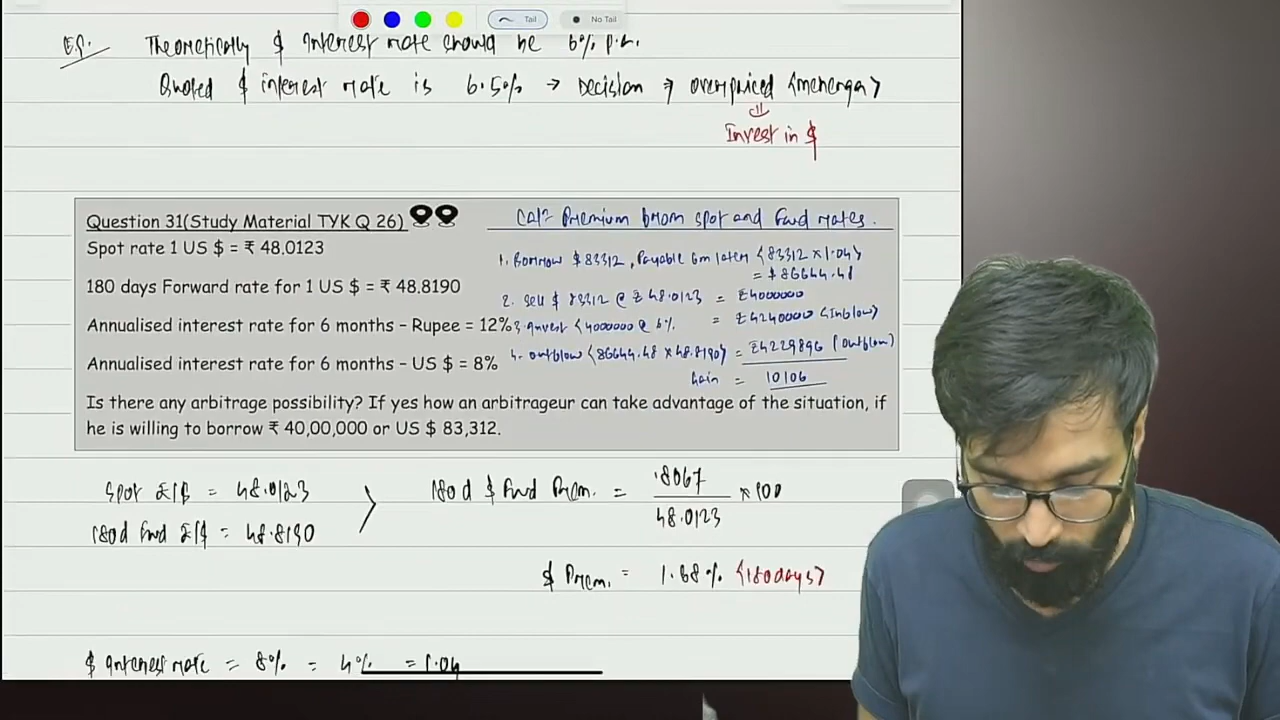 Tail
No Tail
Eg. Theoretically $ Interest rate should be 6% p.a.
Quoted $ interest rate is 6.5% → Decision ⇒ overpriced
Invest in $
Question 31(Study Material TYK Q 26)
Spot rate 1 US $ = ₹ 48.0123
180 days Forward rate for 1 US $ = ₹ 48.8190
Annualised interest rate for 6 months – Rupee = 12%
Annualised interest rate for 6 months – US $ = 8%
Is there any arbitrage possibility? If yes how an arbitrageur can take advantage of the situation, if
he is willing to borrow ₹ 40,00,000 or US $ 83,312.
Calc Premium from spot and Fwd rates.
1. Borrow $83312, Payable 6m later <83312 x 1.04>
= $86644.48
2. Sell $ 83312 @ ₹48.0123 = ₹4000000
3. Invest <4000000 @ 6% = ₹4240000 <Inflow>
4. outflow <86644.48 x 48.8190> = ₹4229896 (outflow)
Gain = 10106
Spot ₹/$ = 48.0123
180d Fwd ₹/$ = 48.8190
180d $ Fwd Prem. = .8067 / 48.0123 x 100
$ Prem. = 1.68% <180days>
$ Interest rate = 8% = 4% = 1.04